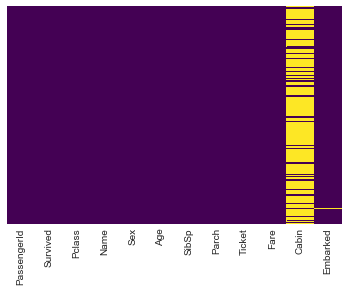 PassengerId
Survived
Pclass
Name
Sex
Age
SibSp
Parch
Ticket
Fare
Cabin
Embarked